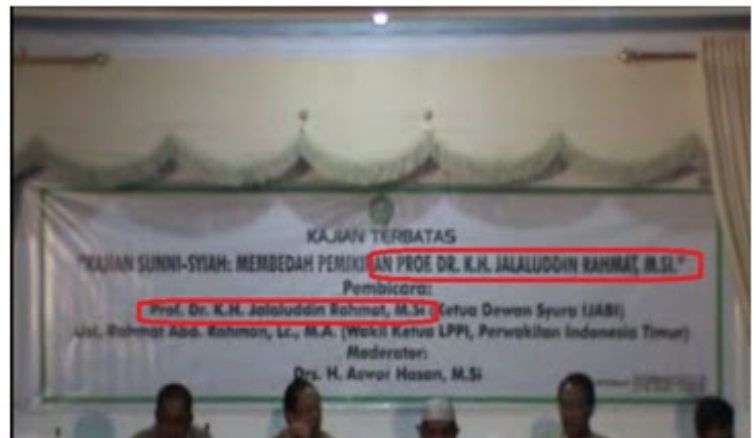 KAJIAN TERBATAS
"KAJIAN SUNNI-SYIAH: MEMBEDAH PEMIKIRAN PROF. DR. K.H. JALALUDDIN RAHMAT, M.SI."
Pembicara:
Prof. Dr. K.H. Jalaluddin Rahmat, M.Si (Ketua Dewan Syura IJABI)
Ust. Rahmat Abd. Rahman, Lc., M.A. (Wakil Ketua LPPI, Perwakilan Indonesia Timur)
Moderator:
Drs. H. Aswar Hasan, M.Si